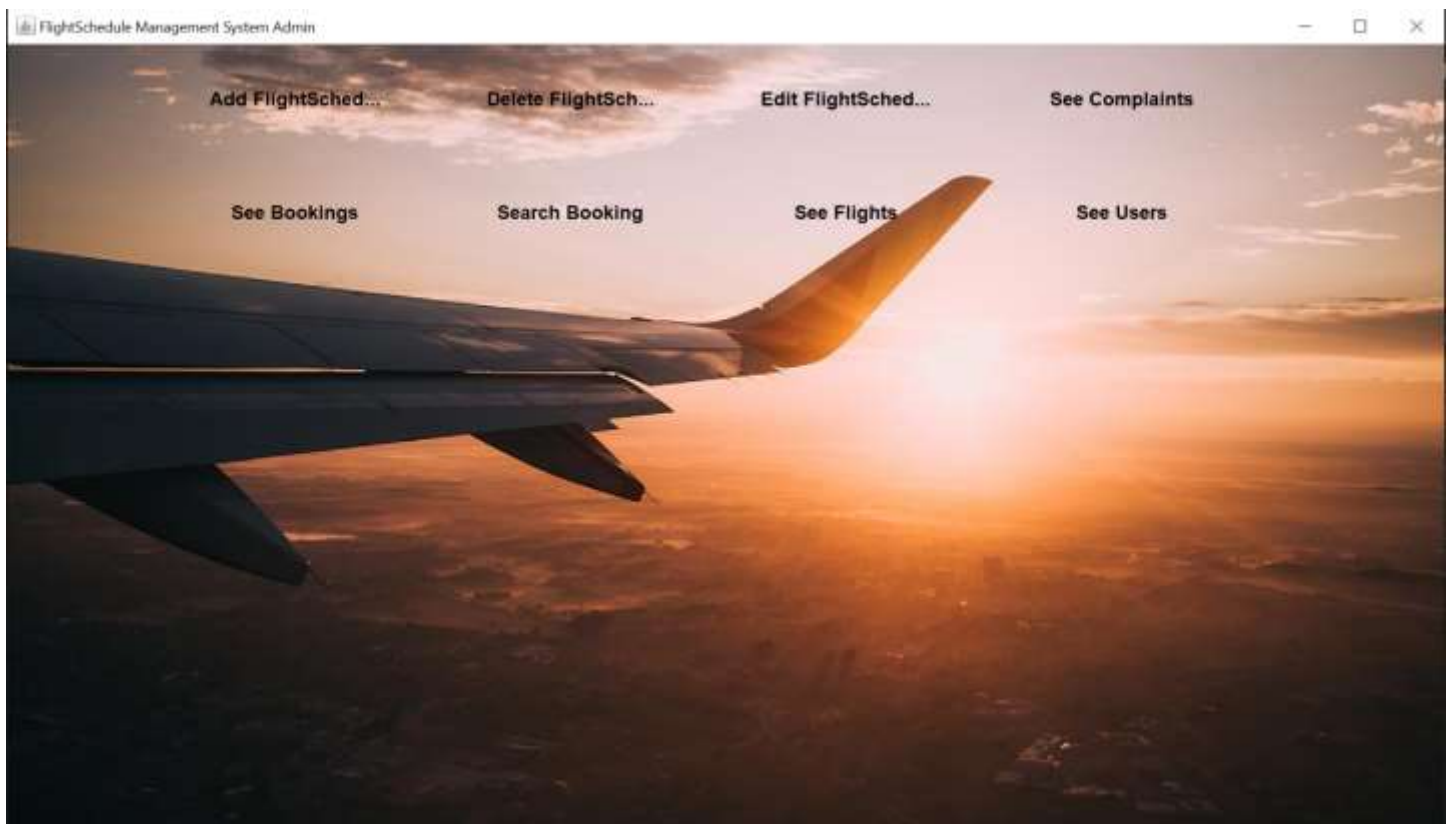 FlightSchedule Management System Admin
Add FlightSched... Delete FlightSch... Edit FlightSched... See Complaints
See Bookings Search Booking See Flights See Users